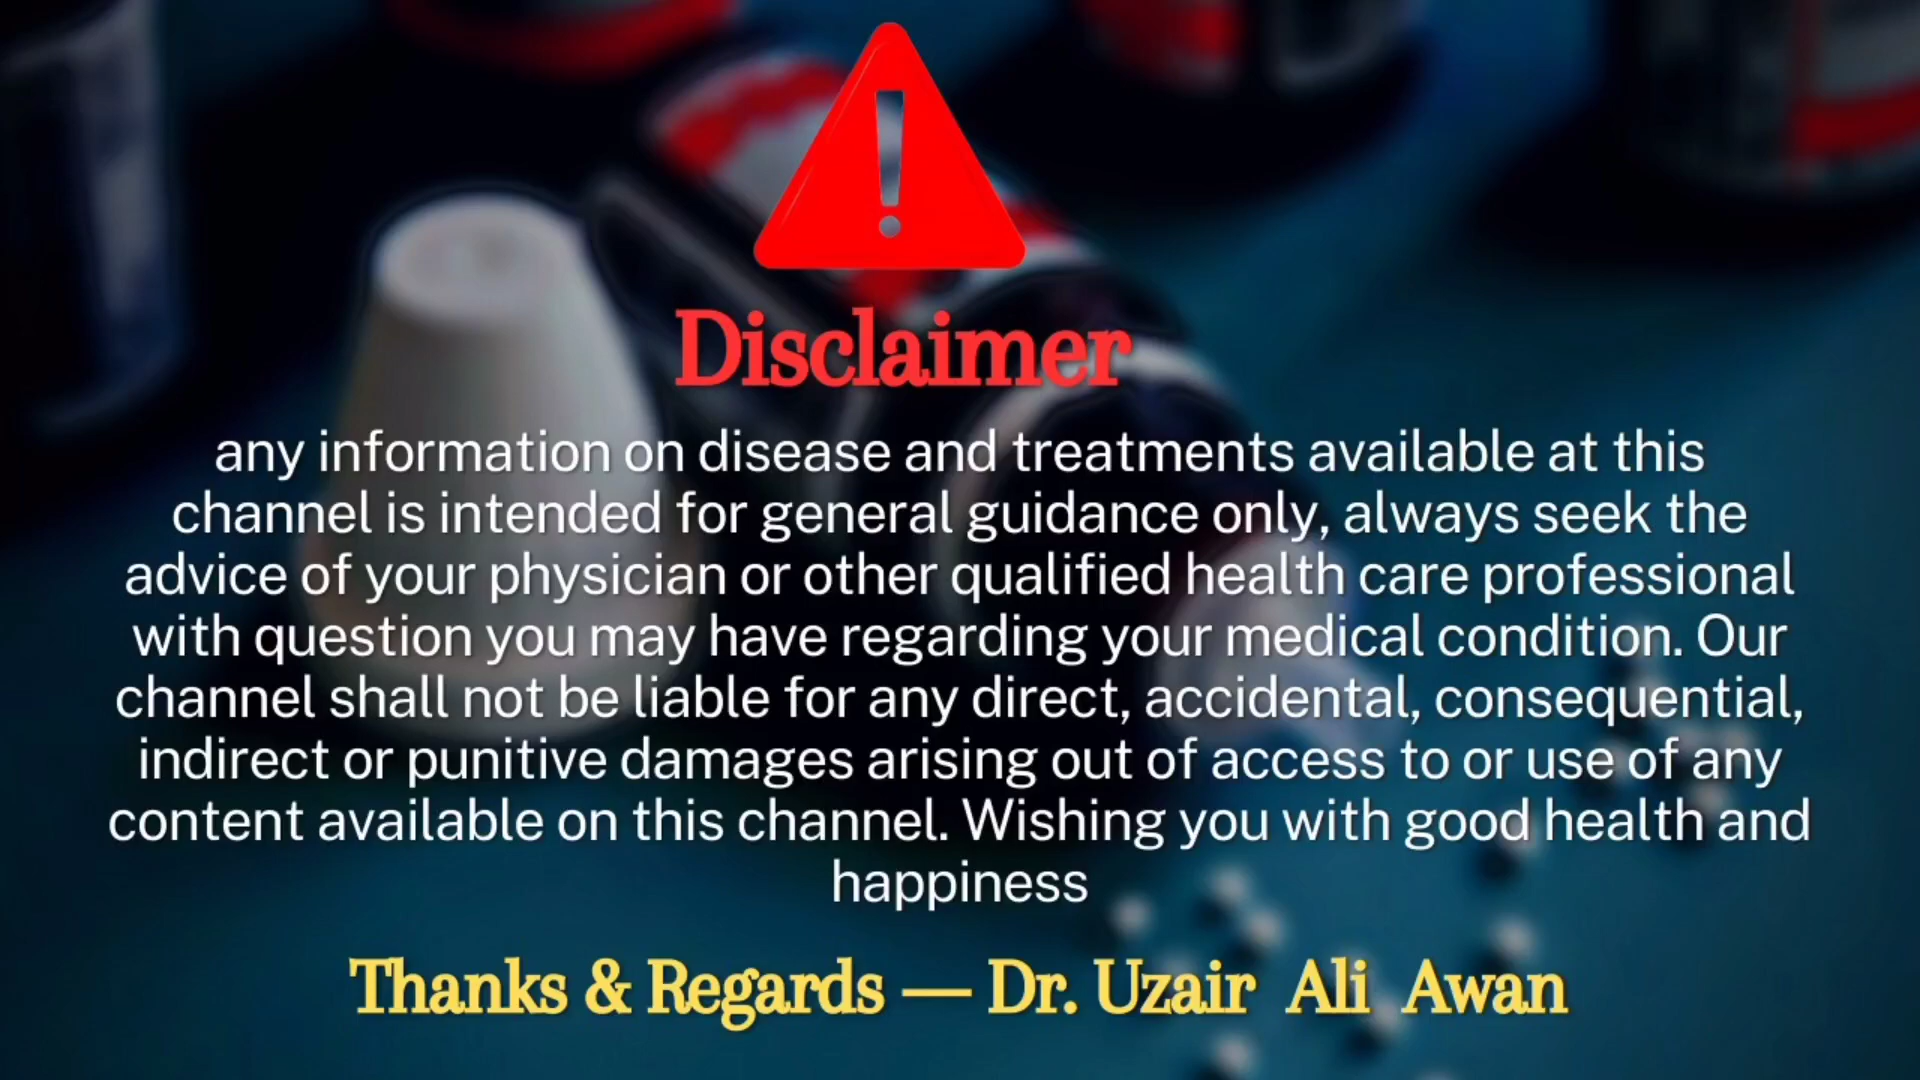 Disclaimer
any information on disease and treatments available at this
channel is intended for general guidance only, always seek the
advice of your physician or other qualified health care professional
with question you may have regarding your medical condition. Our
channel shall not be liable for any direct, accidental, consequential,
indirect or punitive damages arising out of access to or use of any
content available on this channel. Wishing you with good health and
happiness
Thanks & Regards — Dr. Uzair Ali Awan